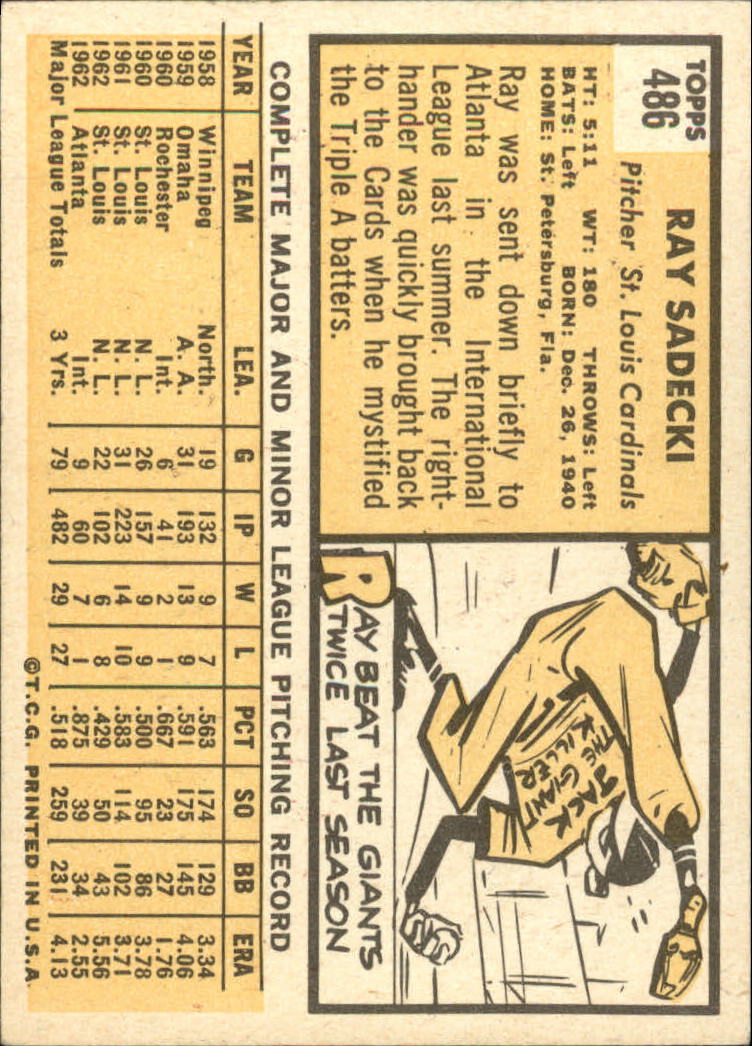 TOPPS
486
RAY SADECKI
Pitcher St. Louis Cardinals
HT: 5:11 WT: 180 THROWS: Left
BATS: Left BORN: Dec. 26, 1940
HOME: St. Petersburg, Fla.
Ray was sent down briefly to
Atlanta in the International
League last summer. The right-
hander was quickly brought back
to the Cards when he mystified
the Triple A batters.
JACK
THE GIANT
KILLER
RAY BEAT THE GIANTS
TWICE LAST SEASON
COMPLETE MAJOR AND MINOR LEAGUE PITCHING RECORD
YEAR TEAM LEA. G IP W L PCT SO BB ERA
1958 Winnipeg North. 19 132 9 7 .563 174 129 3.34
1959 Omaha A. A. 31 193 13 9 .591 175 145 4.06
1960 Rochester Int. 6 41 2 1 .667 23 27 1.76
1960 St. Louis N. L. 26 157 9 9 .500 95 86 3.78
1961 St. Louis N. L. 31 223 14 10 .583 114 102 3.71
1962 St. Louis N. L. 22 102 6 8 .429 50 43 5.56
1962 Atlanta Int. 9 60 7 1 .875 39 34 2.55
Major League Totals 3 Yrs. 79 482 29 27 .518 259 231 4.13
©T.C.G. PRINTED IN U.S.A.